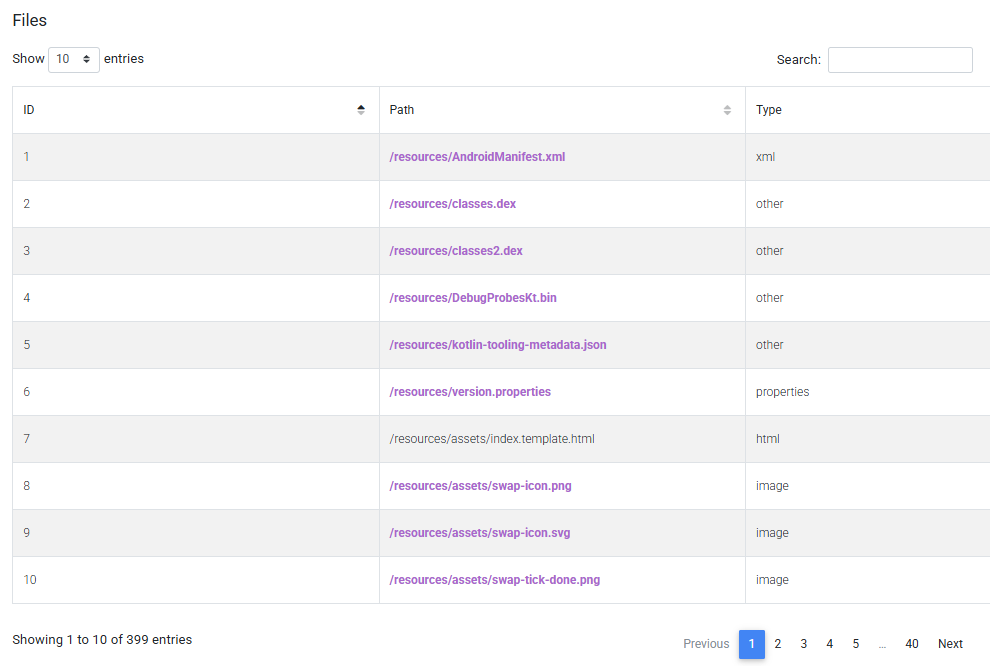 Files
Show 10 entries Search:
ID Path Type
1 /resources/AndroidManifest.xml xml
2 /resources/classes.dex other
3 /resources/classes2.dex other
4 /resources/DebugProbesKt.bin other
5 /resources/kotlin-tooling-metadata.json other
6 /resources/version.properties properties
7 /resources/assets/index.template.html html
8 /resources/assets/swap-icon.png image
9 /resources/assets/swap-icon.svg image
10 /resources/assets/swap-tick-done.png image
Showing 1 to 10 of 399 entries Previous 1 2 3 4 5 ... 40 Next